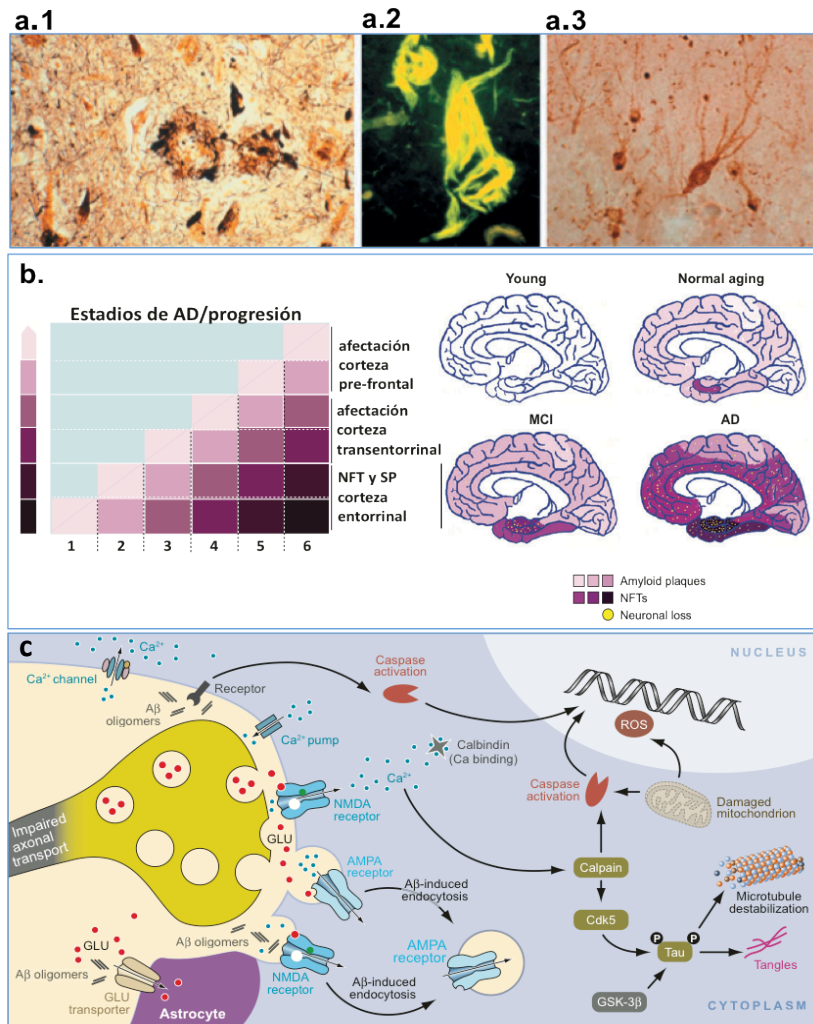 a.1
a.2
a.3
b.
Estadios de AD/progresión
afectación
corteza
pre-frontal
afectación
corteza
transentorrinal
NFT y SP
corteza
entorrinal
1 2 3 4 5 6
Young
Normal aging
MCI
AD
Amyloid plaques
NFTs
Neuronal loss
c
NUCLEUS
Ca²⁺
Ca²⁺ channel
Receptor
Aβ
oligomers
Ca²⁺ pump
Caspase
activation
Calbindin
(Ca binding)
Ca²⁺
ROS
NMDA
receptor
Caspase
activation
Damaged
mitochondrion
Impaired
axonal
transport
GLU
AMPA
receptor
Calpain
Aβ-induced
endocytosis
Microtubule
destabilization
Cdk5
Aβ oligomers
AMPA
receptor
P
P
Tau
GLU
Tangles
Aβ oligomers
NMDA
receptor
Aβ-induced
endocytosis
GSK-3β
GLU
transporter
Astrocyte
CYTOPLASM